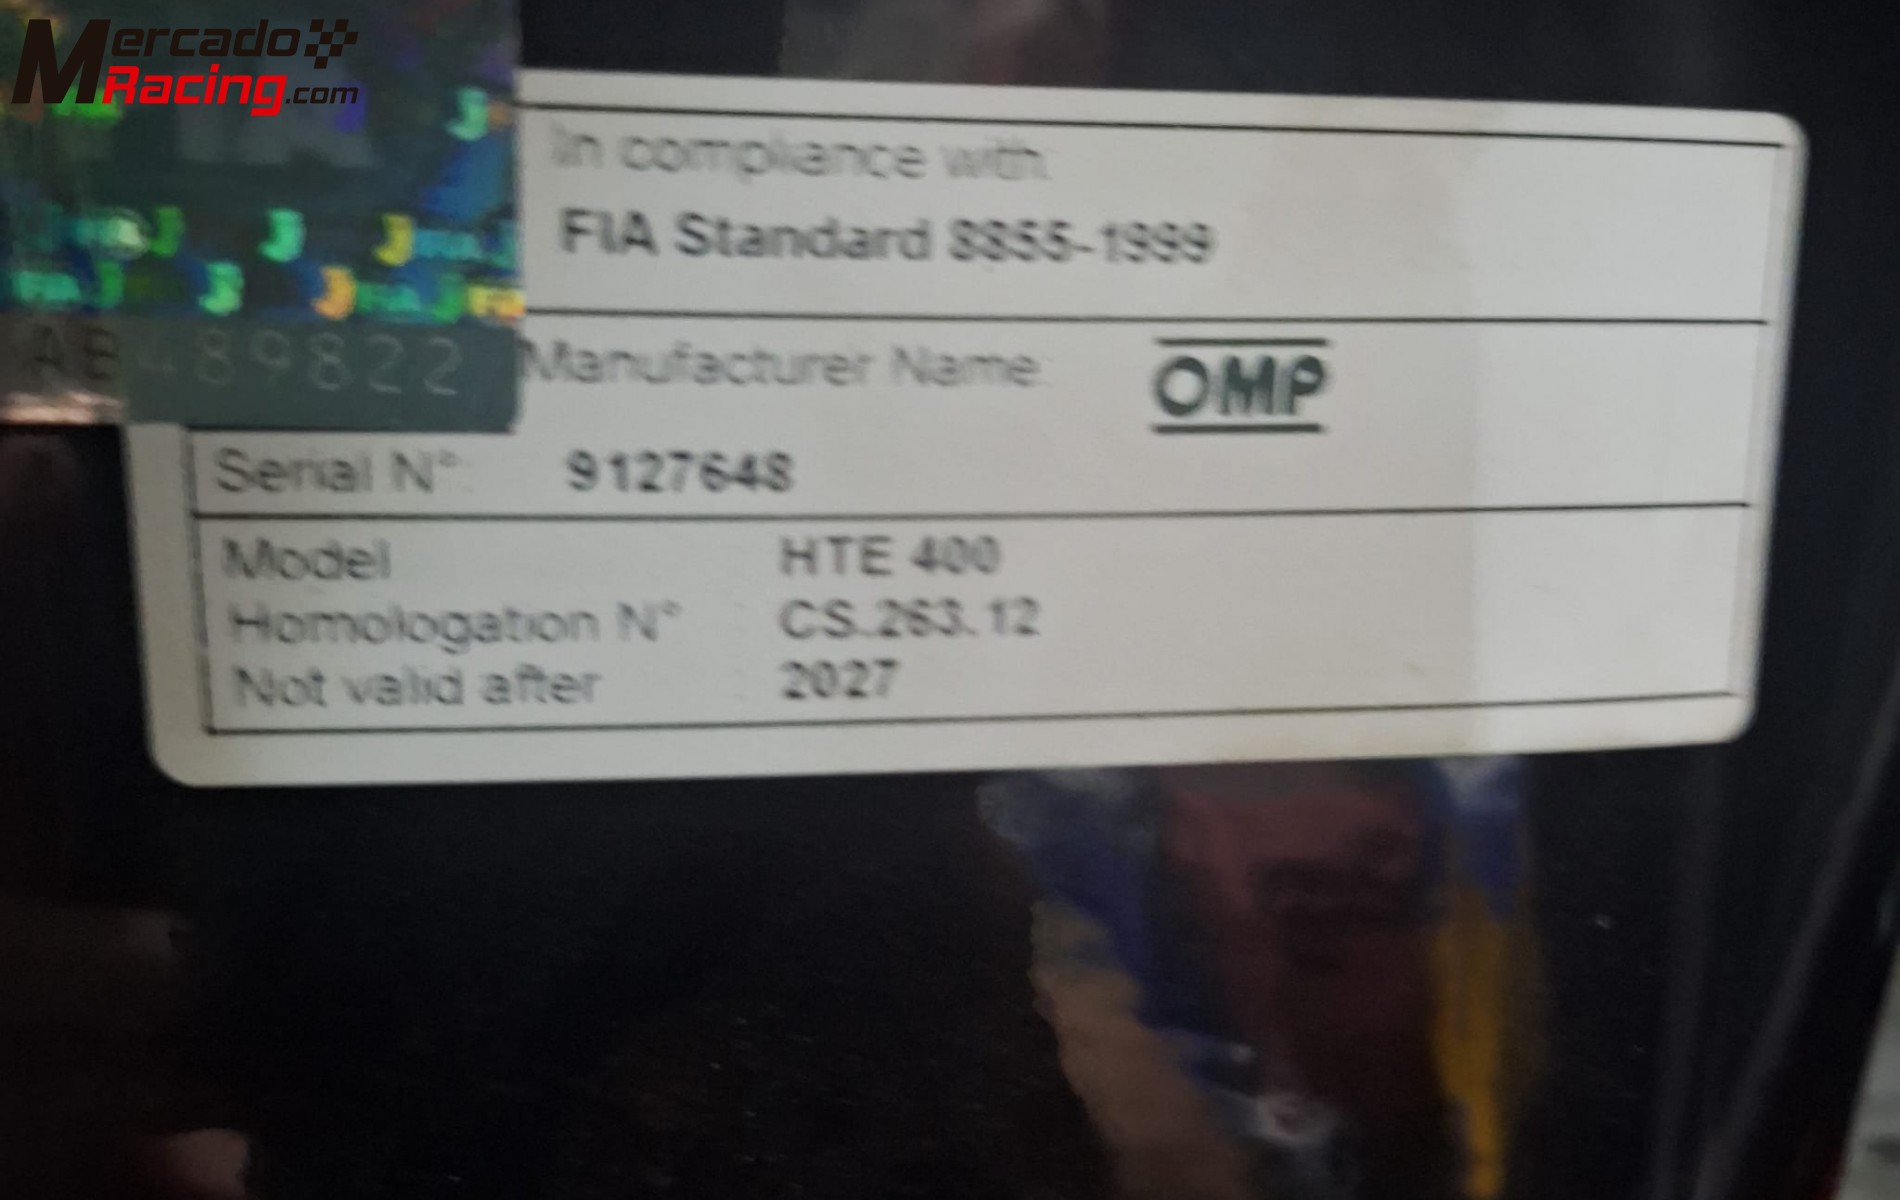 Mercado
Racing.com
In compliance with:
FIA Standard 8855-1999
AB489822
Manufacturer Name:
OMP
Serial N°: 9127648
Model HTE 400
Homologation N° CS.263.12
Not valid after 2027